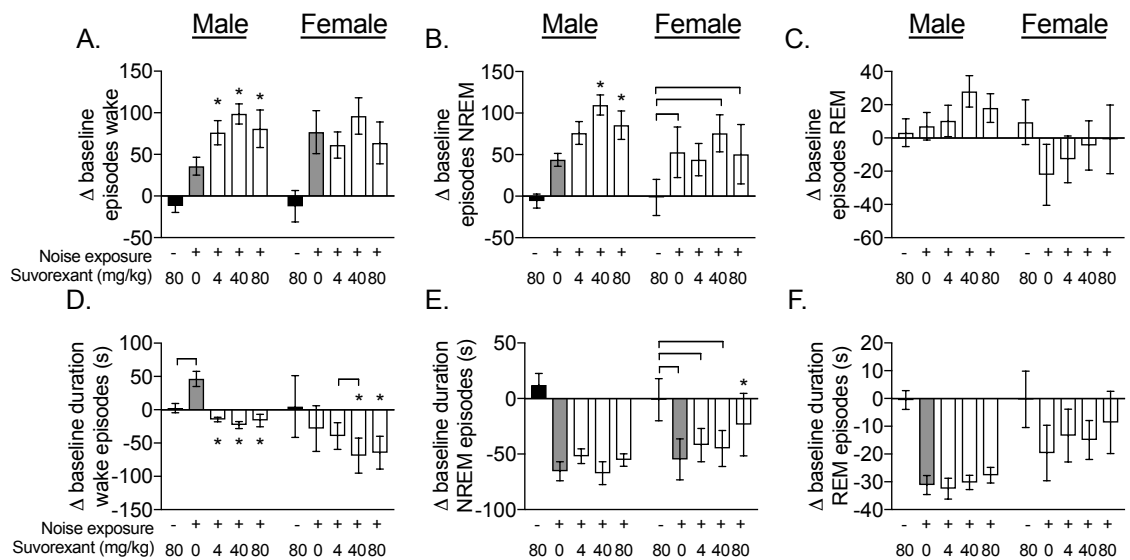 Male Female Male Female Male Female
A. B. C.
Δ baseline
episodes wake
150
100
50
0
-50
* * *
Δ baseline
episodes NREM
150
100
50
0
-50
* *
Δ baseline
episodes REM
40
20
0
-20
-40
-60
Noise exposure - + + + + - + + + + - + + + + - + + + + - + + + + - + + + +
Suvorexant (mg/kg) 80 0 4 40 80 80 0 4 40 80 80 0 4 40 80 80 0 4 40 80 80 0 4 40 80 80 0 4 40 80
D. E. F.
Δ baseline duration
wake episodes (s)
100
50
0
-50
-100
-150
* * * * *
Δ baseline duration
NREM episodes (s)
50
0
-50
-100
*
Δ baseline duration
REM episodes (s)
10
0
-10
-20
-30
-40
Noise exposure - + + + + - + + + + - + + + + - + + + + - + + + + - + + + +
Suvorexant (mg/kg) 80 0 4 40 80 80 0 4 40 80 80 0 4 40 80 80 0 4 40 80 80 0 4 40 80 80 0 4 40 80